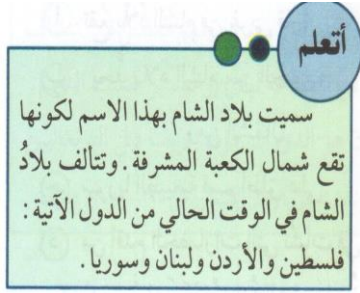 أتعلم
سميت بلاد الشام بهذا الاسم لكونها
تقع شمال الكعبة المشرفة . وتتألف بلادُ
الشام في الوقت الحالي من الدول الآتية :
فلسطين والأردن ولبنان وسوريا .